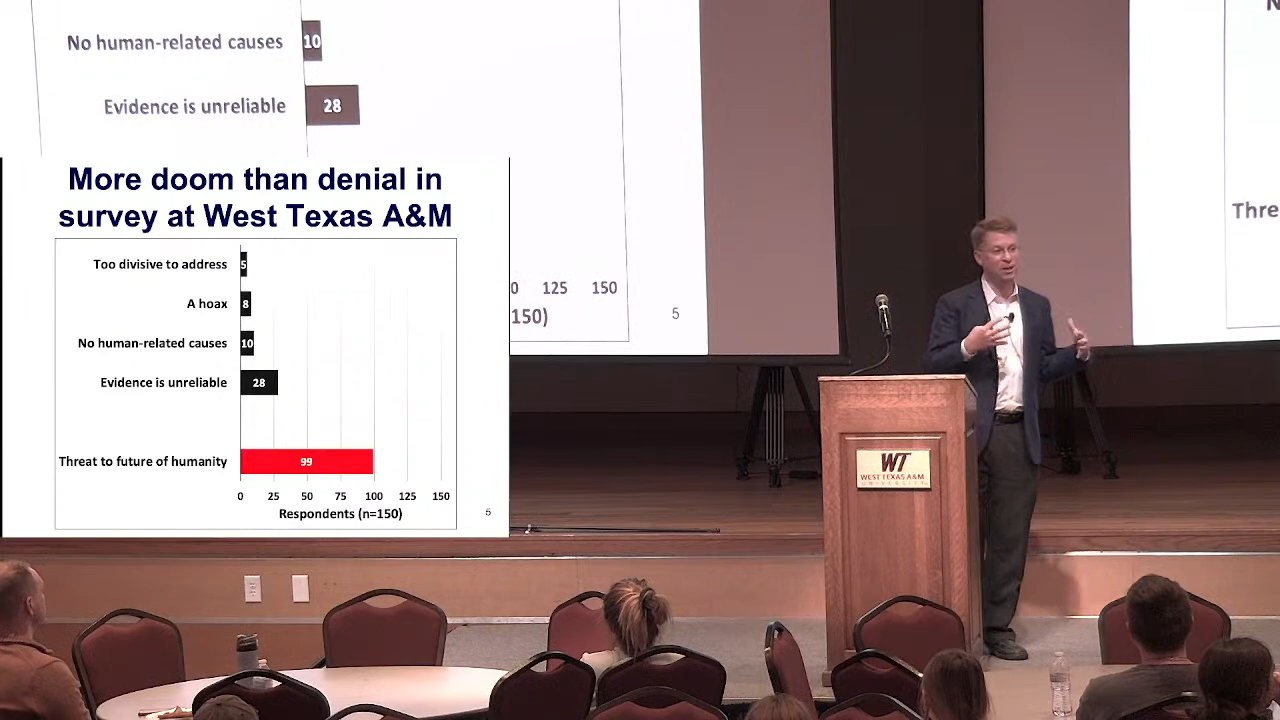 No human-related causes
10
Evidence is unreliable
28
More doom than denial in
survey at West Texas A&M
Too divisive to address
5
A hoax
8
No human-related causes
10
Evidence is unreliable
28
Threat to future of humanity
99
0 25 50 75 100 125 150
Respondents (n=150)
5
0 125 150
150)
5
Thre
WT
WEST TEXAS A&M
UNIVERSITY